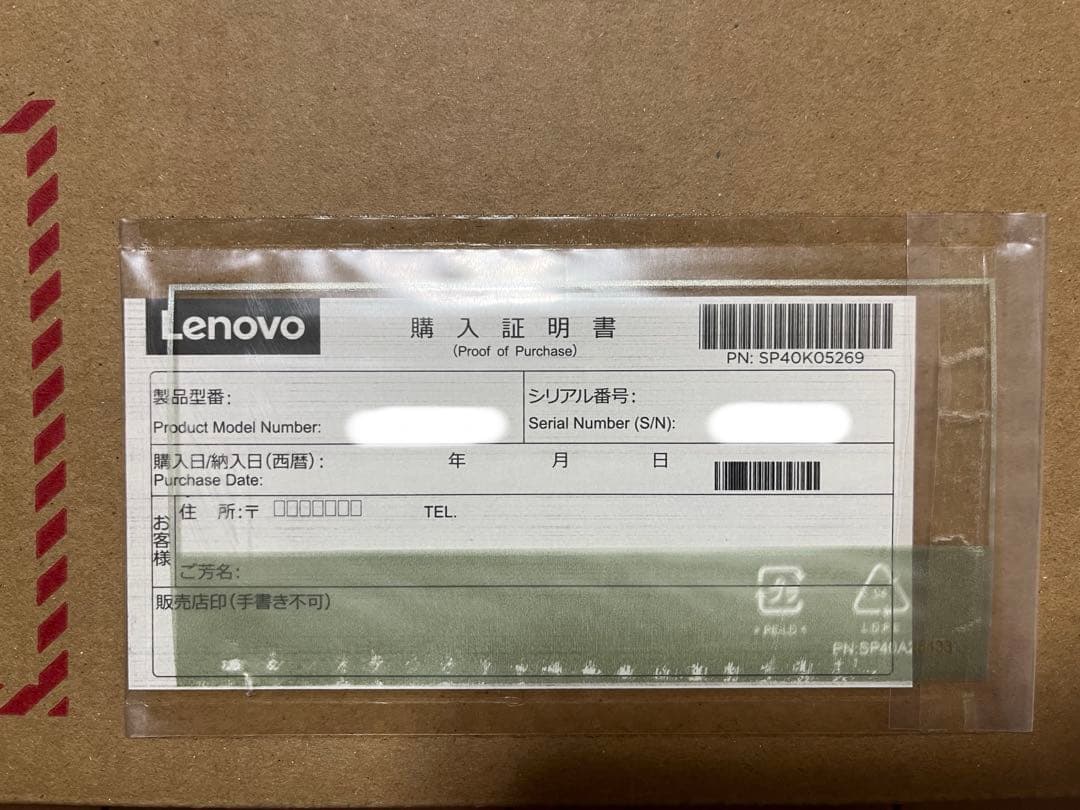 Lenovo
購入証明書
(Proof of Purchase)
PN: SP40K05269
製品型番:
Product Model Number:
シリアル番号:
Serial Number (S/N):
購入日/納入日(西暦): 年 月 日
Purchase Date:
お客様
住 所:〒 □□□□□□□ TEL.
ご芳名:
販売店印(手書き不可)